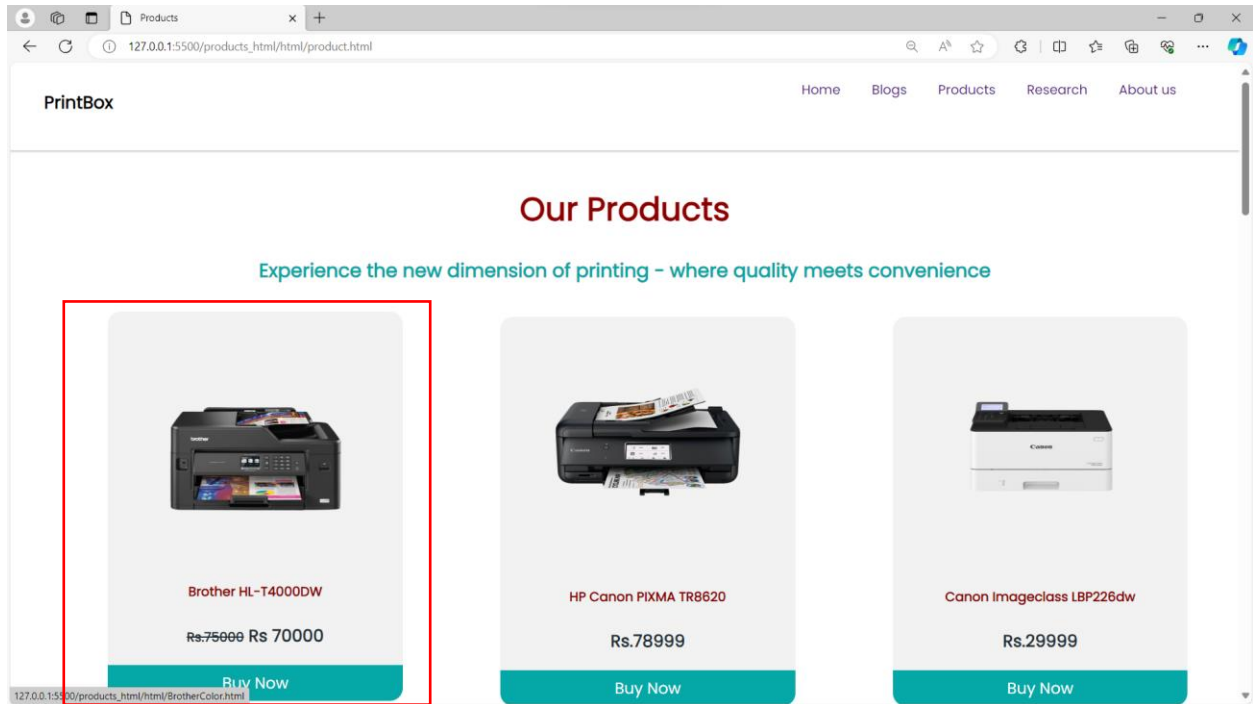 Products
127.0.0.1:5500/products_html/html/product.html
PrintBox
Home Blogs Products Research About us
Our Products
Experience the new dimension of printing - where quality meets convenience
brother
Canon
Canon
Brother HL-T4000DW
HP Canon PIXMA TR8620
Canon Imageclass LBP226dw
Rs.75000 Rs 70000
Rs.78999
Rs.29999
Buy Now
Buy Now
Buy Now
127.0.0.1:5500/products_html/html/BrotherColor.html